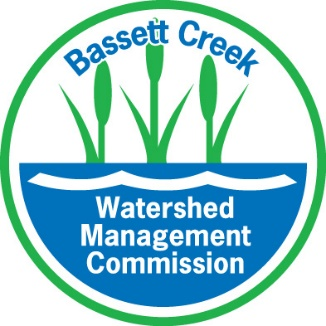 Bassett Creek
Watershed
Management
Commission